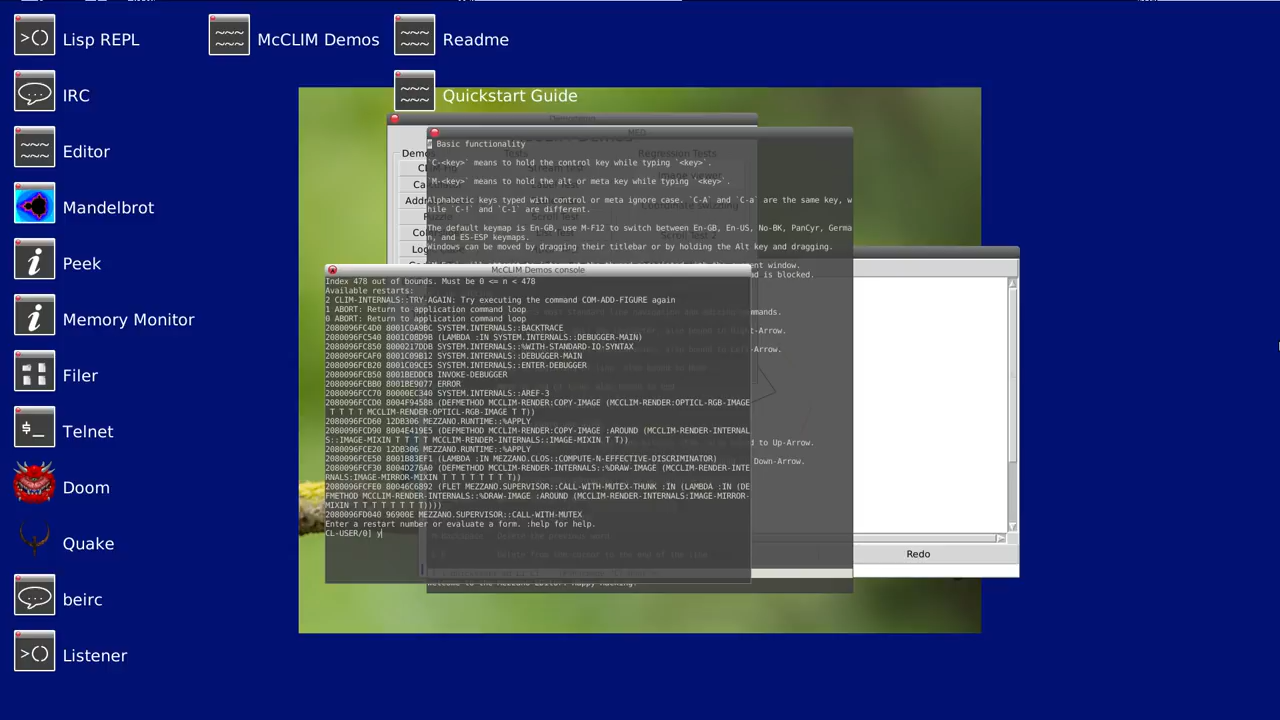 Lisp REPL
McCLIM Demos
Readme
IRC
Quickstart Guide
Editor
Mandelbrot
Peek
Memory Monitor
Filer
Telnet
Doom
Quake
beirc
Listener
MED
# Basic functionality
`C-<key>` means to hold the control key while typing `<key>`.
`M-<key>` means to hold the alt or meta key while typing `<key>`.
Alphabetic keys typed with control or meta ignore case. `C-A` and `C-a` are the same key, w
hile `C-!` and `C-1` are different.
The default keymap is En-GB, use M-F12 to switch between En-GB, En-US, No-BK, PanCyr, Germa
n, and ES-ESP keymaps.
Windows can be moved by dragging their titlebar or by holding the Alt key and dragging.
McCLIM Demos console
Index 478 out of bounds. Must be 0 <= n < 478
Available restarts:
2 CLIM-INTERNALS::TRY-AGAIN: Try executing the command COM-ADD-FIGURE again
1 ABORT: Return to application command loop
0 ABORT: Return to application command loop
2080096FC4D0 8001C0A9BC SYSTEM.INTERNALS::BACKTRACE
2080096FC540 8001C08D9B (LAMBDA :IN SYSTEM.INTERNALS::DEBUGGER-MAIN)
2080096FC850 8000217DDB SYSTEM.INTERNALS::%WITH-STANDARD-IO-SYNTAX
2080096FCAF0 8001C09B12 SYSTEM.INTERNALS::DEBUGGER-MAIN
2080096FCB20 8001C09CE5 SYSTEM.INTERNALS::ENTER-DEBUGGER
2080096FCB50 8001BEDDCB INVOKE-DEBUGGER
2080096FCBB0 8001BE9077 ERROR
2080096FCC70 80000EC340 SYSTEM.INTERNALS::AREF-3
2080096FCCD0 8004F9458B (DEFMETHOD MCCLIM-RENDER:COPY-IMAGE (MCCLIM-RENDER:OPTICL-RGB-IMAGE
T T T T MCCLIM-RENDER:OPTICL-RGB-IMAGE T T))
2080096FCD60 12DB306 MEZZANO.RUNTIME::%APPLY
2080096FCD90 8004E419E5 (DEFMETHOD MCCLIM-RENDER:COPY-IMAGE :AROUND (MCCLIM-RENDER-INTERNAL
S::IMAGE-MIXIN T T T T MCCLIM-RENDER-INTERNALS::IMAGE-MIXIN T T))
2080096FCE20 12DB306 MEZZANO.RUNTIME::%APPLY
2080096FCE50 8001B83EF1 (LAMBDA :IN MEZZANO.CLOS::COMPUTE-N-EFFECTIVE-DISCRIMINATOR)
2080096FCF30 8004D276A0 (DEFMETHOD MCCLIM-RENDER-INTERNALS::%DRAW-IMAGE (MCCLIM-RENDER-INTE
RNALS:IMAGE-MIRROR-MIXIN T T T T T T T T))
2080096FCFE0 80046C6892 (FLET MEZZANO.SUPERVISOR::CALL-WITH-MUTEX-THUNK :IN (LAMBDA :IN (DE
FMETHOD MCCLIM-RENDER-INTERNALS::%DRAW-IMAGE :AROUND (MCCLIM-RENDER-INTERNALS:IMAGE-MIRROR-
MIXIN T T T T T T T))))
2080096FD040 96900E MEZZANO.SUPERVISOR::CALL-WITH-MUTEX
Enter a restart number or evaluate a form. :help for help.
CL-USER/0] y
Redo